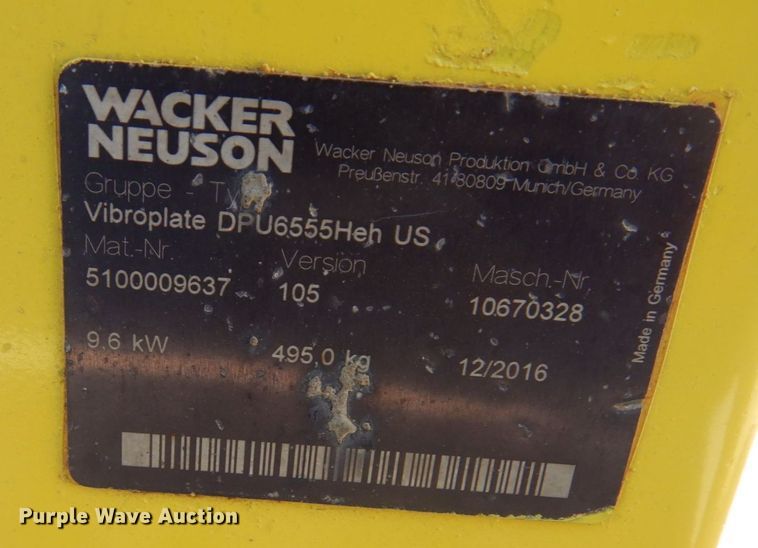 WACKER
NEUSON
Wacker Neuson Produktion GmbH & Co. KG
Preußenstr. 41·80809 Munich/Germany
Gruppe - Typ
Vibroplate DPU6555Heh US
Mat.-Nr. Version Masch.-Nr.
5100009637 105 10670328
9.6 kW 495.0 kg 12/2016
Made in Germany
Purple Wave Auction